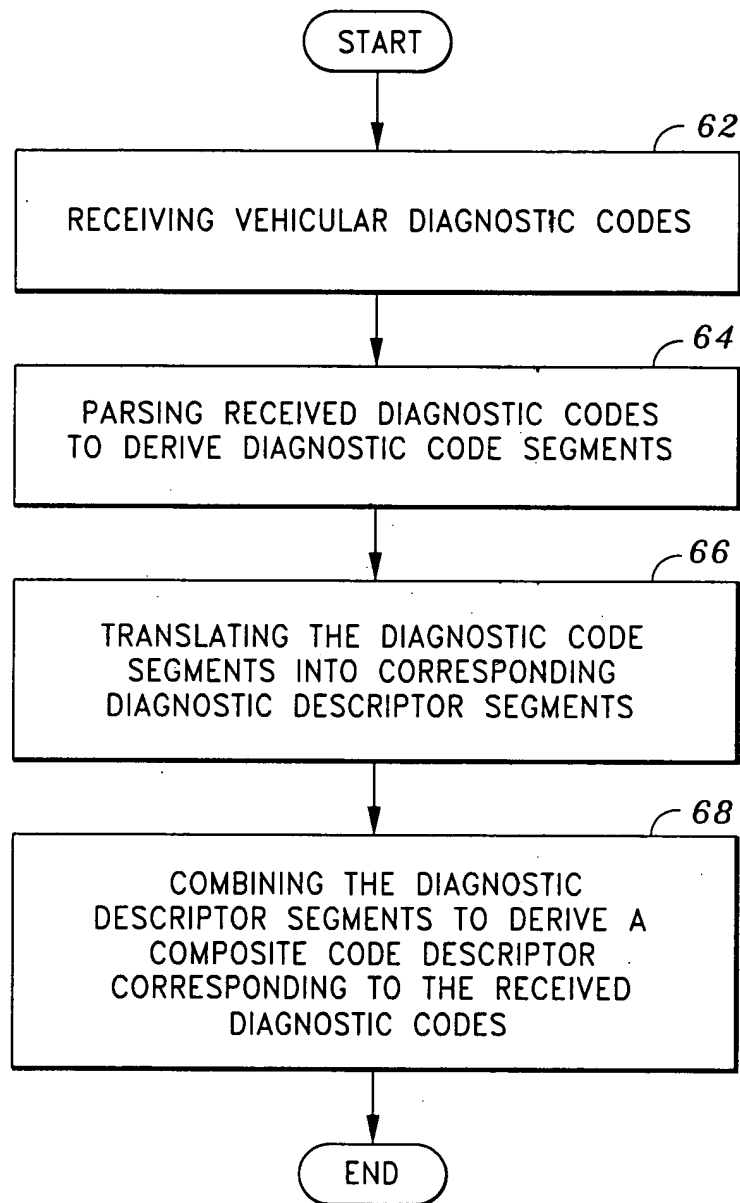 START
62
RECEIVING VEHICULAR DIAGNOSTIC CODES
64
PARSING RECEIVED DIAGNOSTIC CODES
TO DERIVE DIAGNOSTIC CODE SEGMENTS
66
TRANSLATING THE DIAGNOSTIC CODE
SEGMENTS INTO CORRESPONDING
DIAGNOSTIC DESCRIPTOR SEGMENTS
68
COMBINING THE DIAGNOSTIC
DESCRIPTOR SEGMENTS TO DERIVE A
COMPOSITE CODE DESCRIPTOR
CORRESPONDING TO THE RECEIVED
DIAGNOSTIC CODES
END